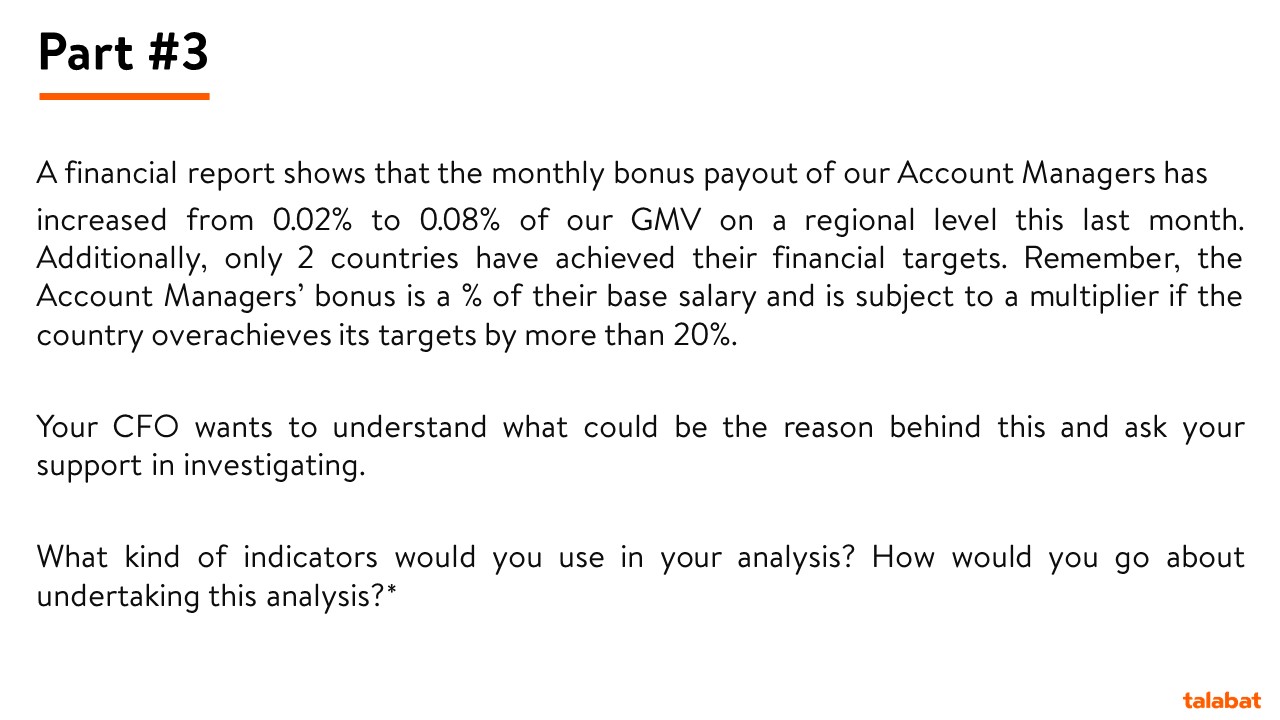 Part #3
A financial report shows that the monthly bonus payout of our Account Managers has
increased from 0.02% to 0.08% of our GMV on a regional level this last month.
Additionally, only 2 countries have achieved their financial targets. Remember, the
Account Managers’ bonus is a % of their base salary and is subject to a multiplier if the
country overachieves its targets by more than 20%.
Your CFO wants to understand what could be the reason behind this and ask your
support in investigating.
What kind of indicators would you use in your analysis? How would you go about
undertaking this analysis?*
talabat